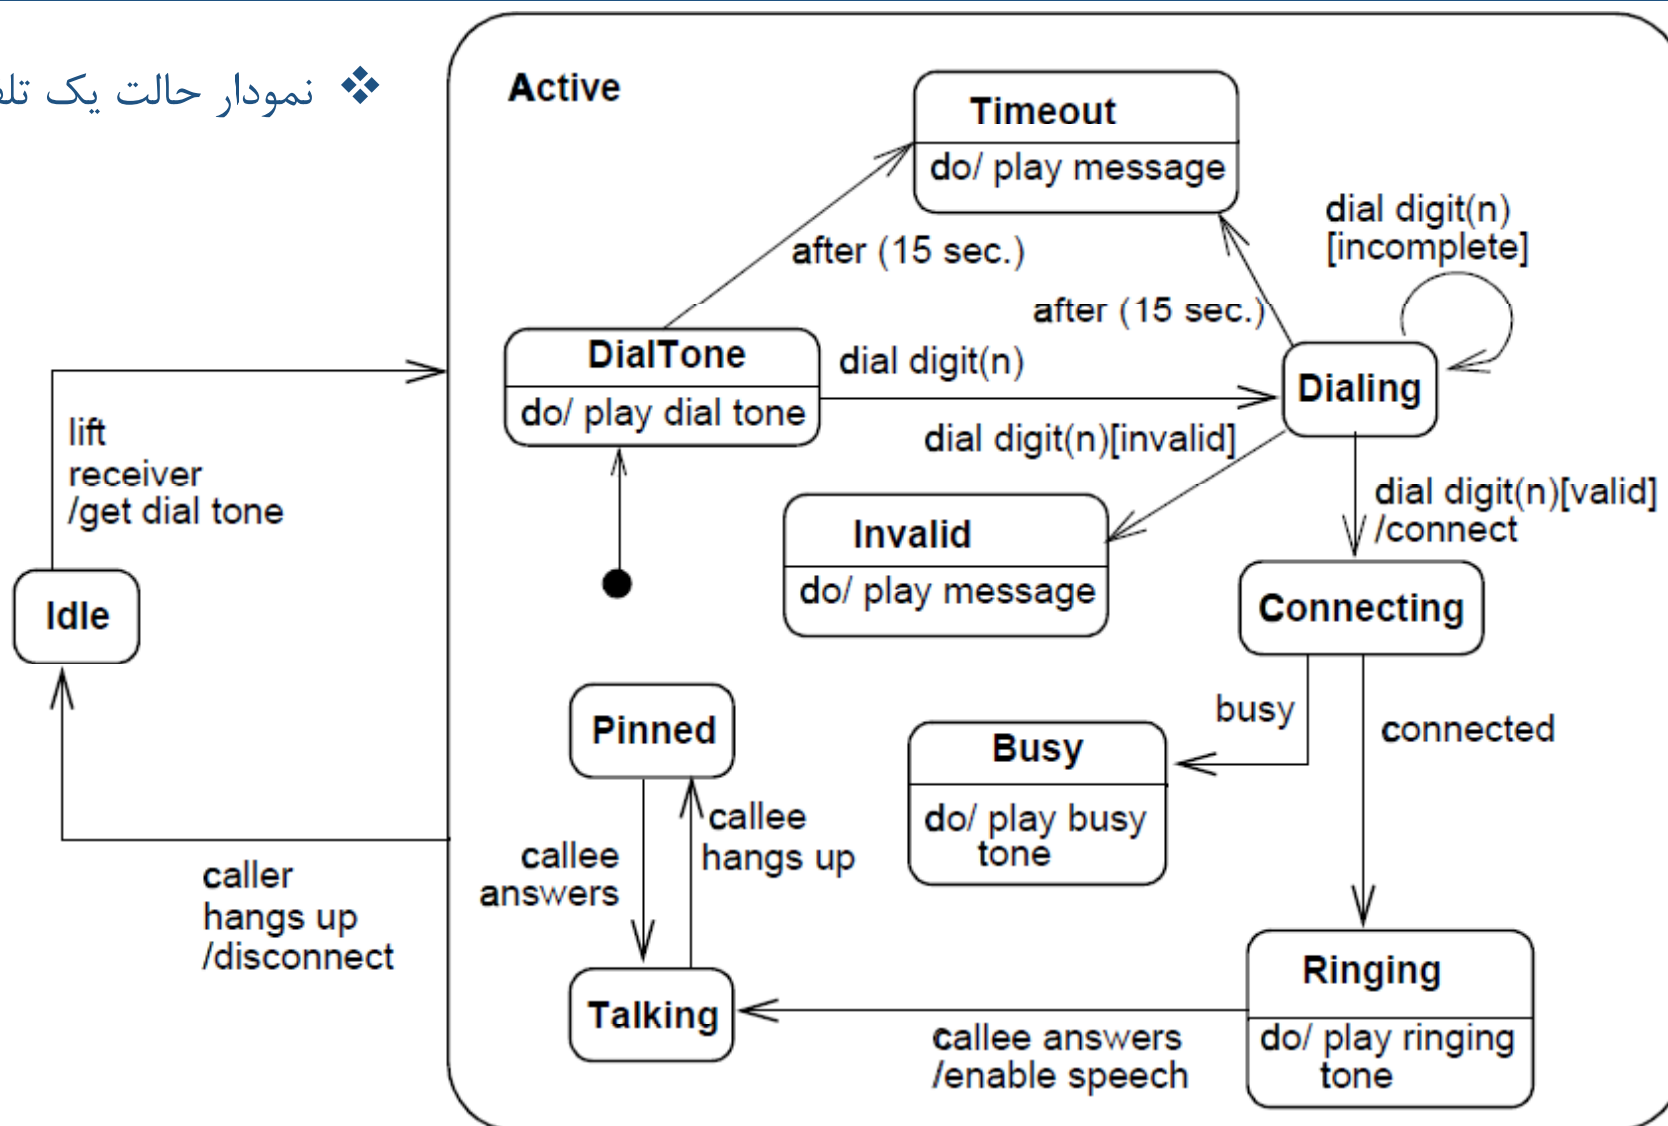 ❖ نمودار حالت یک
Active
Timeout
do/ play message
dial digit(n)
[incomplete]
after (15 sec.)
after (15 sec.)
DialTone
do/ play dial tone
dial digit(n)
Dialing
lift
receiver
/get dial tone
dial digit(n)[invalid]
dial digit(n)[valid]
/connect
Invalid
do/ play message
Idle
Connecting
Pinned
busy
connected
Busy
do/ play busy
tone
callee
hangs up
callee
answers
caller
hangs up
/disconnect
Ringing
do/ play ringing
tone
Talking
callee answers
/enable speech